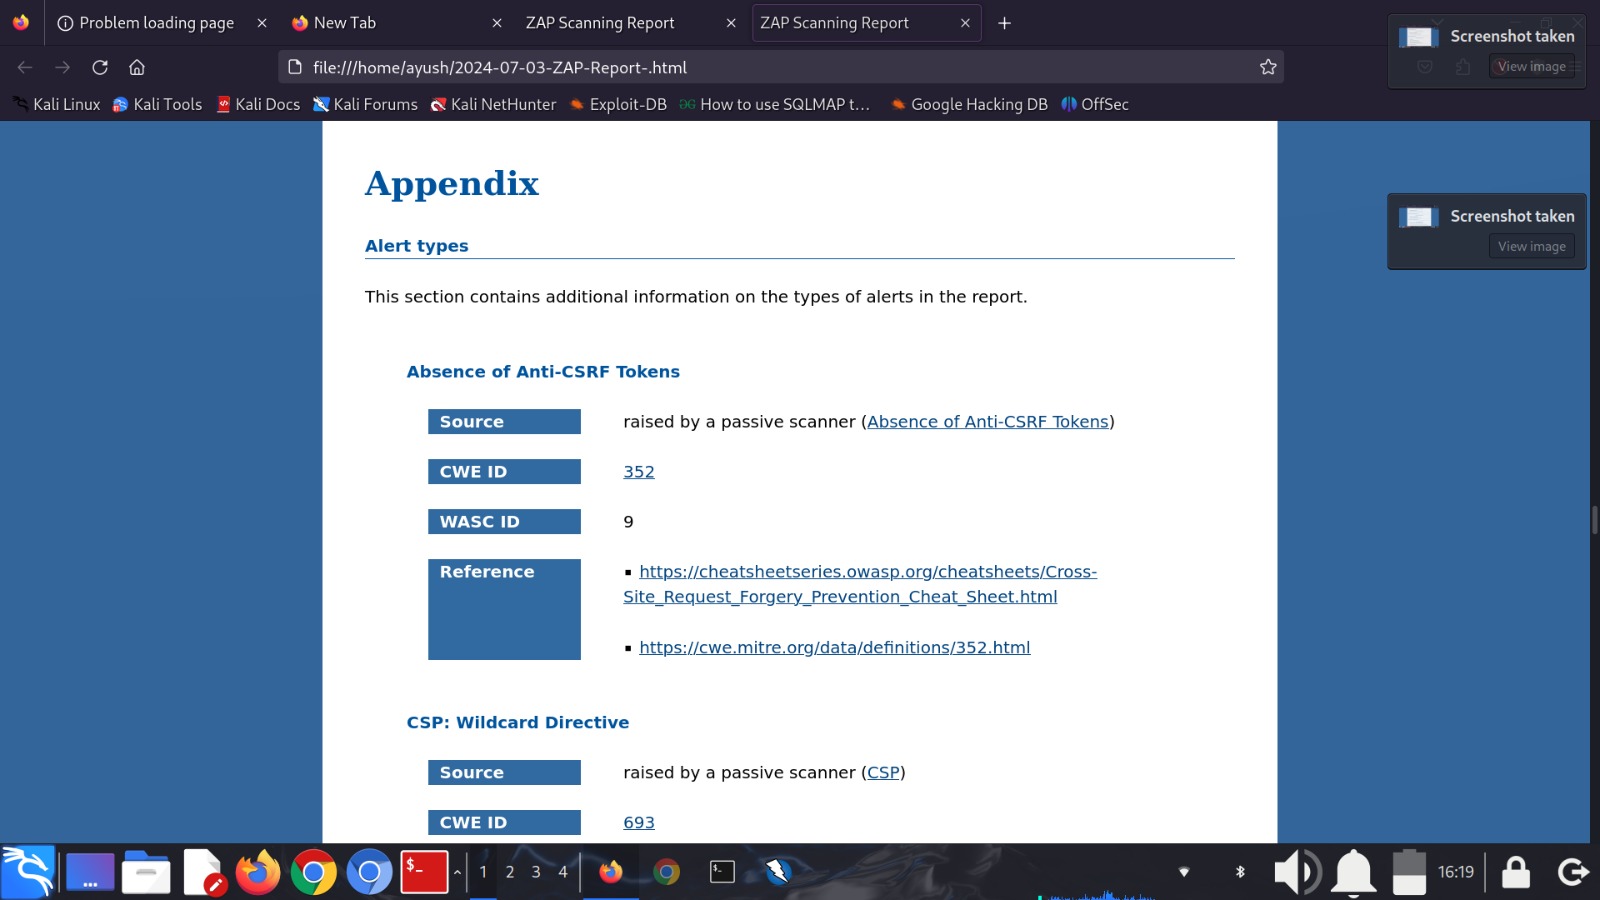 Problem loading page
New Tab
ZAP Scanning Report
ZAP Scanning Report
Screenshot taken
View image
file:///home/ayush/2024-07-03-ZAP-Report-.html
Kali Linux
Kali Tools
Kali Docs
Kali Forums
Kali NetHunter
Exploit-DB
How to use SQLMAP t…
Google Hacking DB
OffSec
Appendix
Screenshot taken
View image
Alert types
This section contains additional information on the types of alerts in the report.
Absence of Anti-CSRF Tokens
Source raised by a passive scanner (Absence of Anti-CSRF Tokens)
CWE ID 352
WASC ID 9
Reference ▪ https://cheatsheetseries.owasp.org/cheatsheets/Cross-
Site_Request_Forgery_Prevention_Cheat_Sheet.html
▪ https://cwe.mitre.org/data/definitions/352.html
CSP: Wildcard Directive
Source raised by a passive scanner (CSP)
CWE ID 693
$_
1 2 3 4
16:19